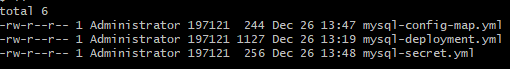 total 6
-rw-r--r-- 1 Administrator 197121  244 Dec 26 13:47 mysql-config-map.yml
-rw-r--r-- 1 Administrator 197121 1127 Dec 26 13:19 mysql-deployment.yml
-rw-r--r-- 1 Administrator 197121  256 Dec 26 13:48 mysql-secret.yml